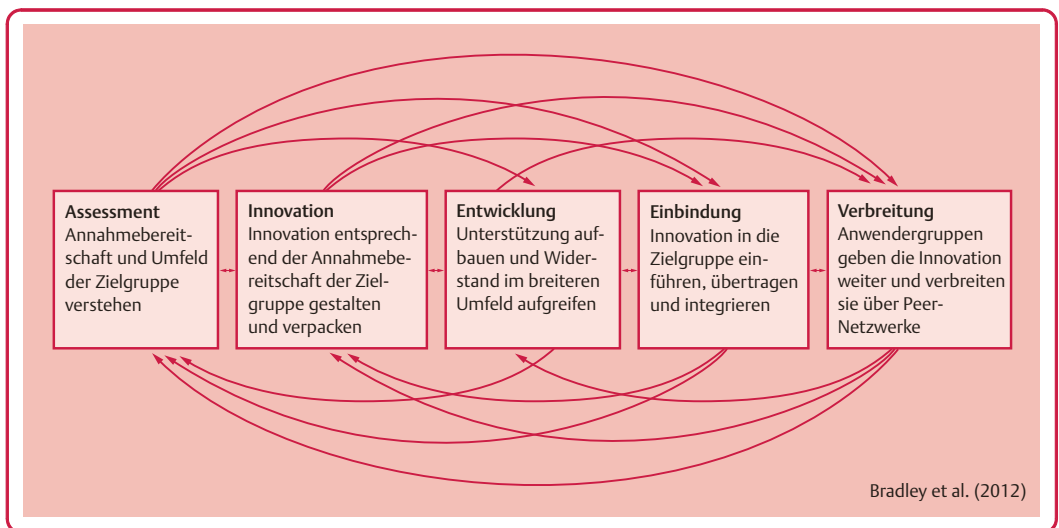 Assessment
Annahmebereit-
schaft und Umfeld
der Zielgruppe
verstehen
Innovation
Innovation entsprech-
end der Annahmebe-
reitschaft der Ziel-
gruppe gestalten
und verpacken
Entwicklung
Unterstützung auf-
bauen und Wider-
stand im breiteren
Umfeld aufgreifen
Einbindung
Innovation in die
Zielgruppe ein-
führen, übertragen
und integrieren
Verbreitung
Anwendergruppen
geben die Innovation
weiter und verbreiten
sie über Peer-
Netzwerke
Bradley et al. (2012)